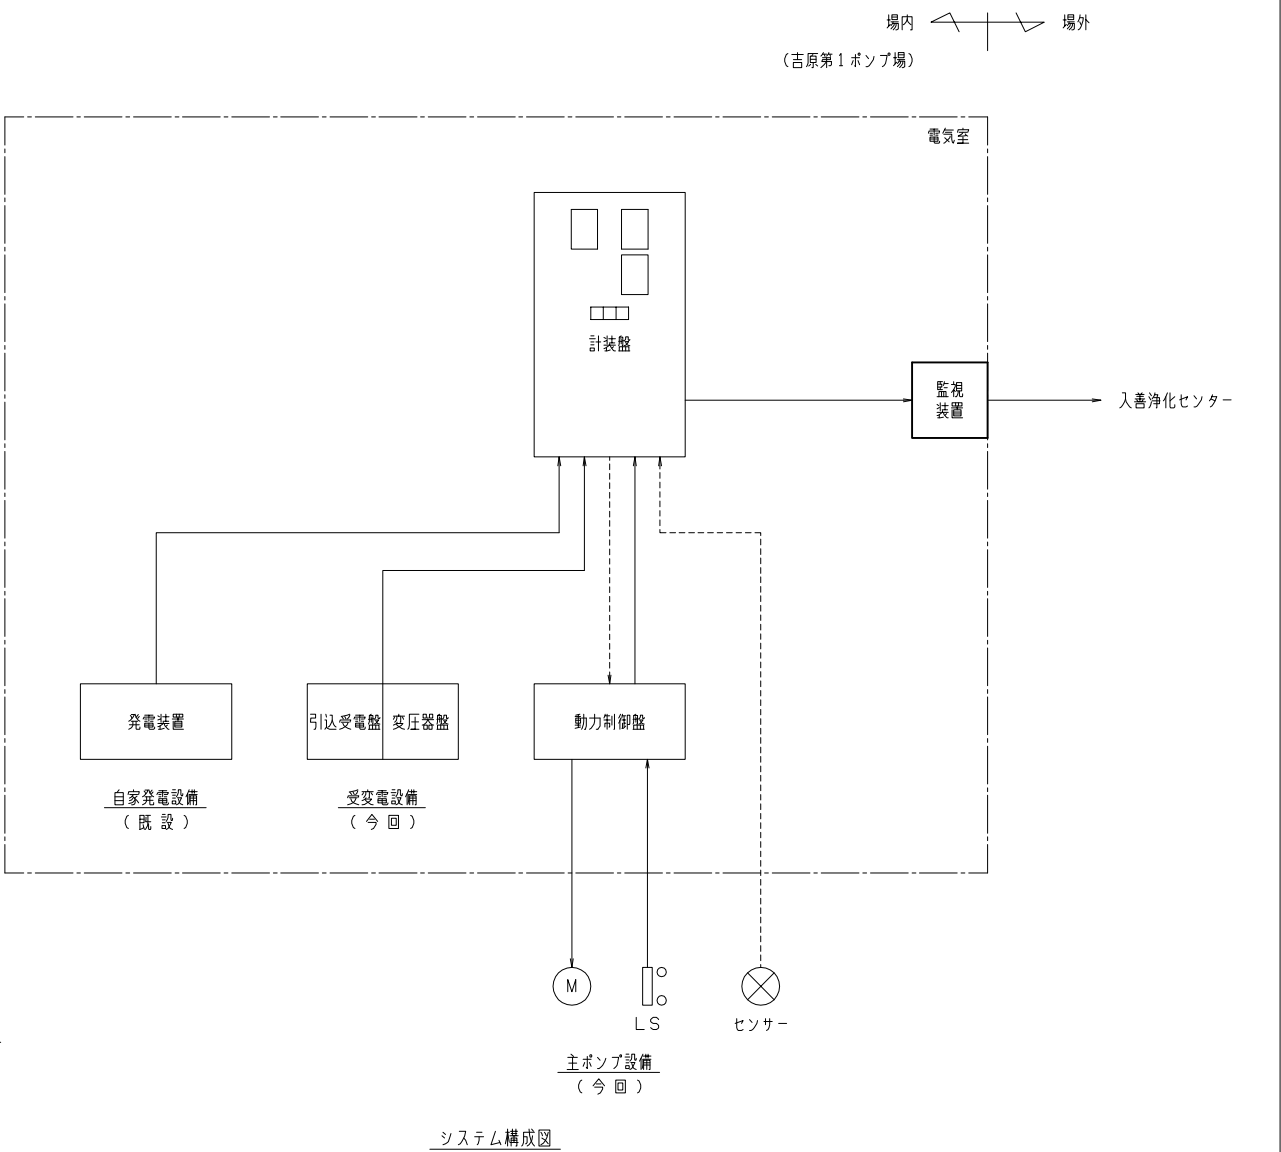 場内 場外
(吉原第1ポンプ場)
電気室
計装盤
監視
装置
入善浄化センター
発電装置
引込受電盤 変圧器盤
動力制御盤
自家発電設備
(既設)
受変電設備
(今回)
M
LS
センサー
主ポンプ設備
(今回)
システム構成図